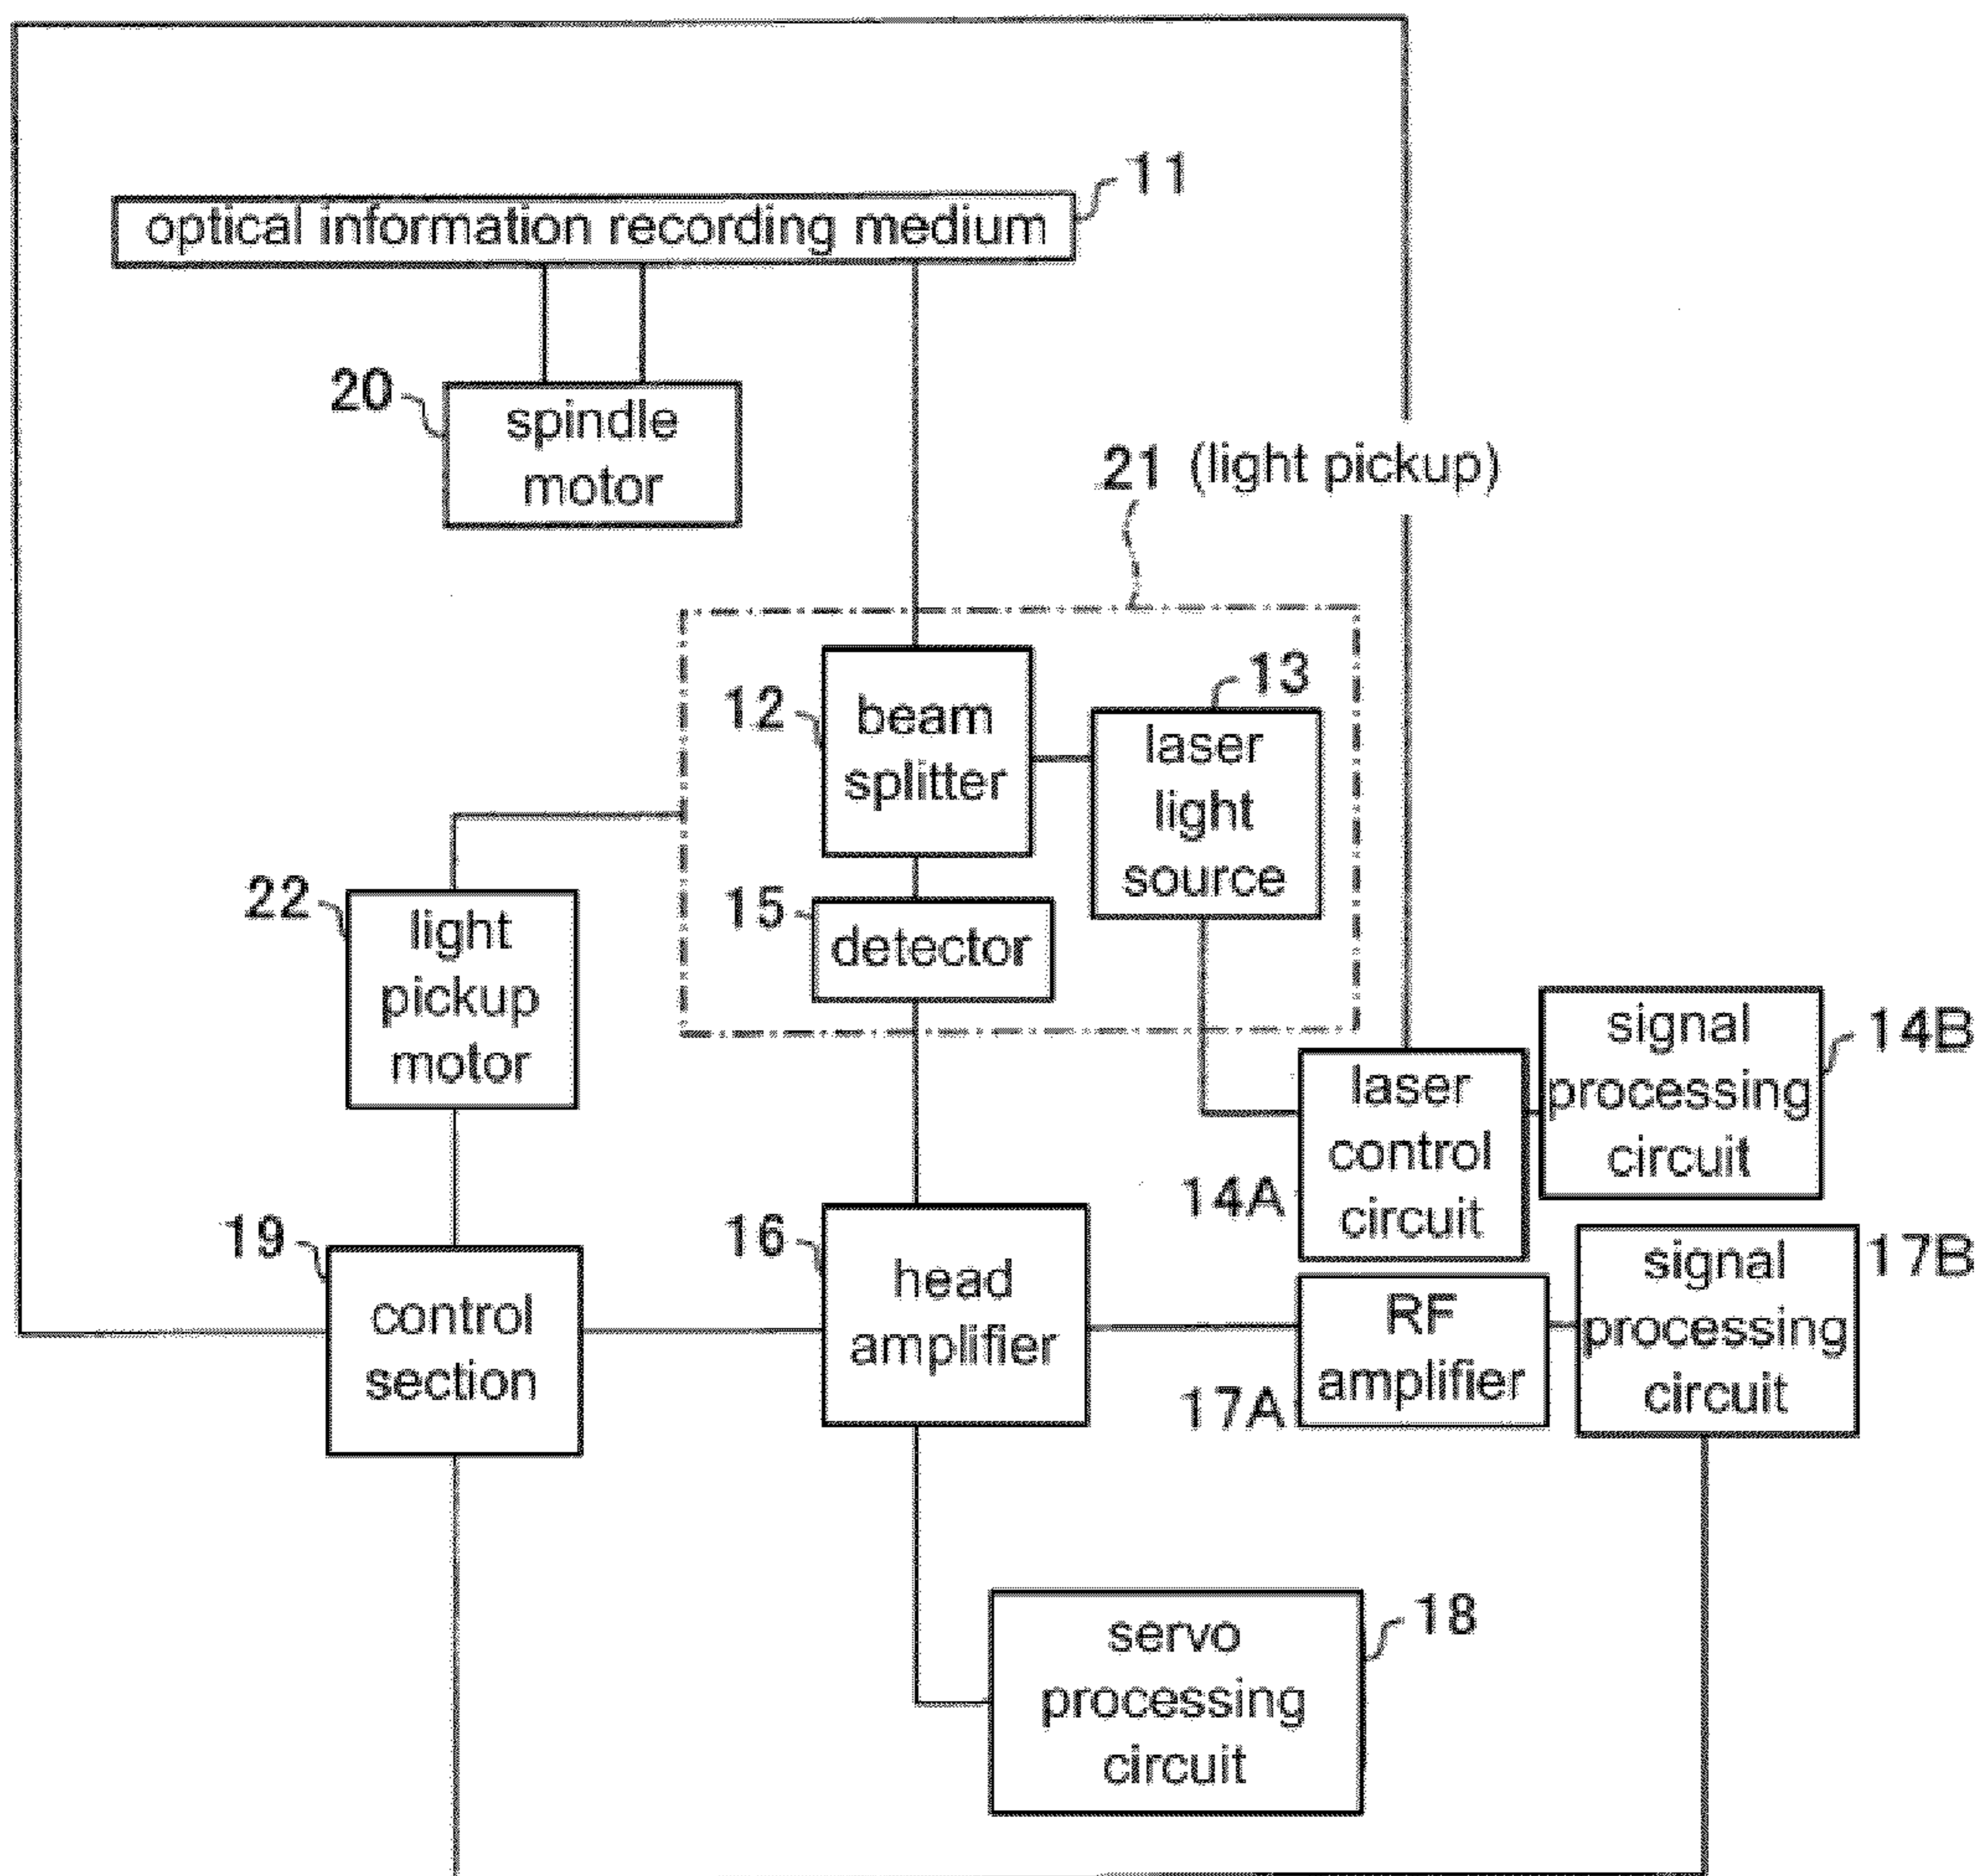 11
optical information recording medium
20
spindle
motor
21 (light pickup)
12
beam
splitter
13
laser
light
source
22
light
pickup
motor
15
detector
14A
laser
control
circuit
signal
processing
circuit
14B
19
control
section
16
head
amplifier
17A
RF
amplifier
signal
processing
circuit
17B
servo
processing
circuit
18